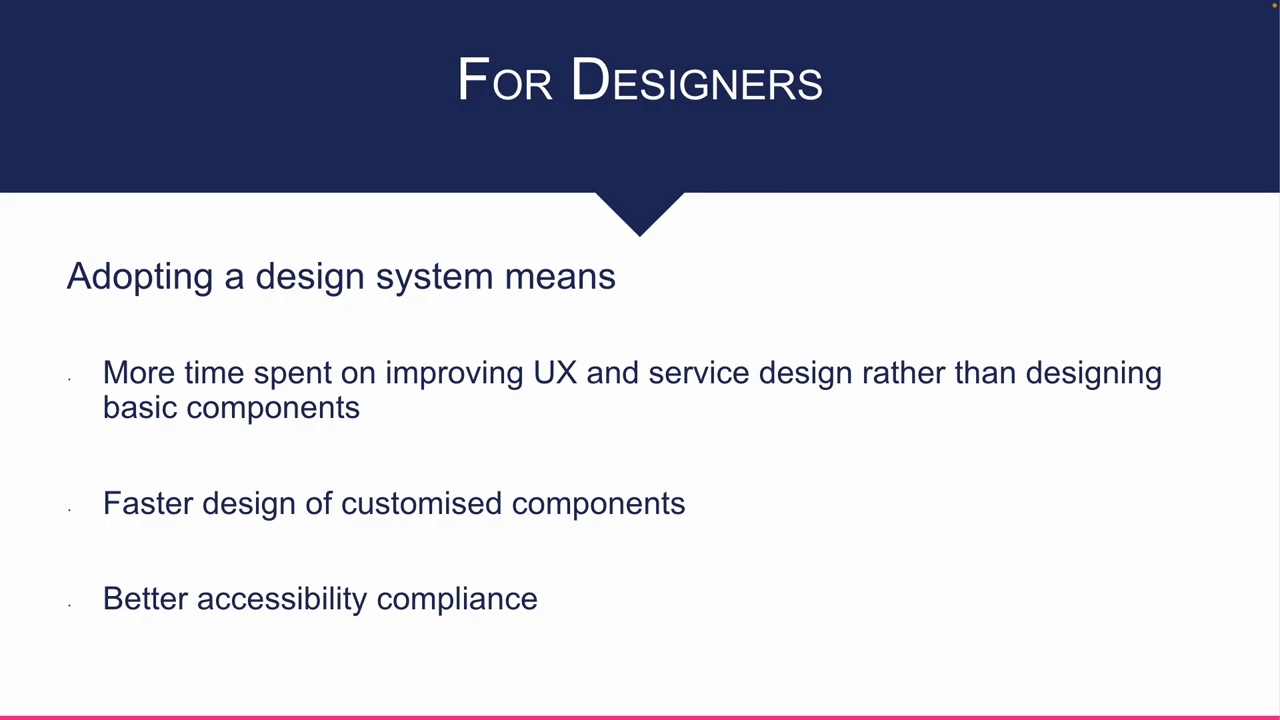 For Designers
Adopting a design system means
· More time spent on improving UX and service design rather than designing
basic components
· Faster design of customised components
· Better accessibility compliance